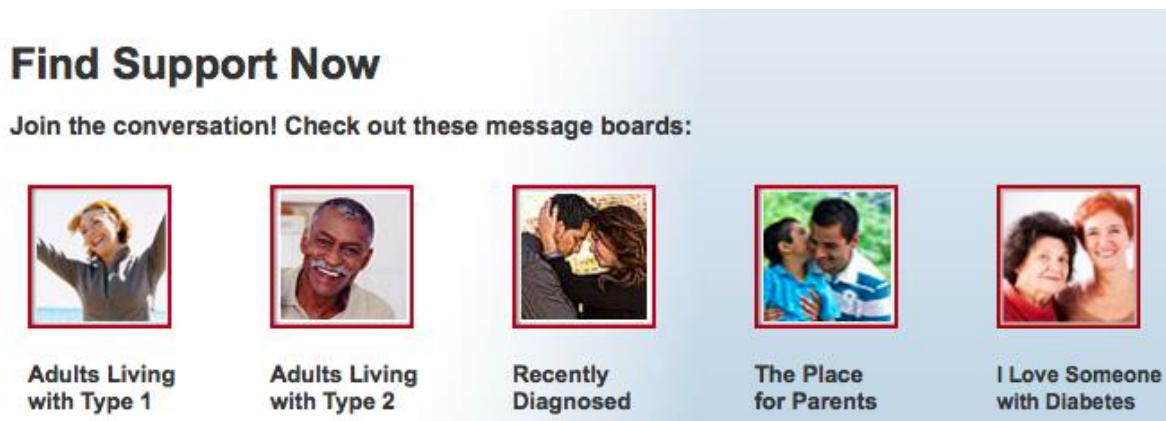 Find Support Now
Join the conversation! Check out these message boards:
Adults Living
with Type 1
Adults Living
with Type 2
Recently
Diagnosed
The Place
for Parents
I Love Someone
with Diabetes